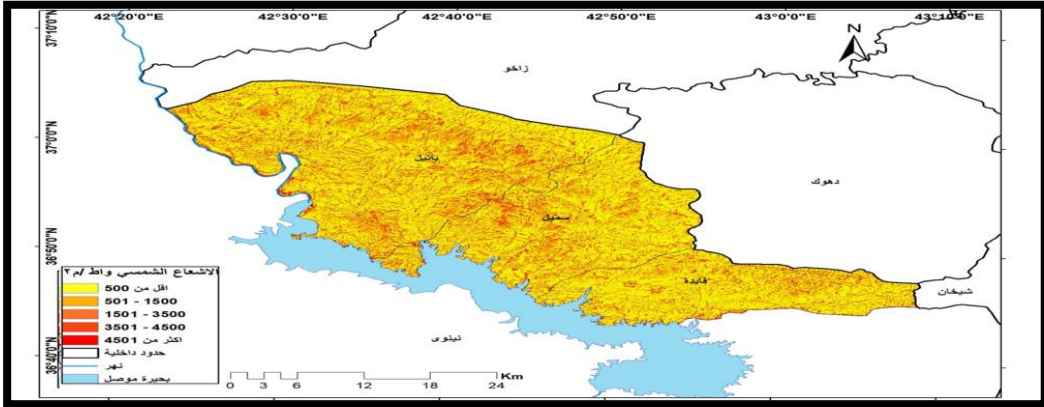 42°20'0"E 42°30'0"E 42°40'0"E 42°50'0"E 43°0'0"E 43°10'0"E
37°10'0"N
37°0'0"N
36°50'0"N
36°40'0"N
N
زاخو
باتيل
دهوك
سميل
فايدة
شيخان
نينوى
الاشعاع الشمسي واط /م٢
اقل من 500
501 - 1500
1501 - 3500
3501 - 4500
اكثر من 4501
حدود داخلية
نهر
بحيرة موصل
0 3 6 12 18 24 Km